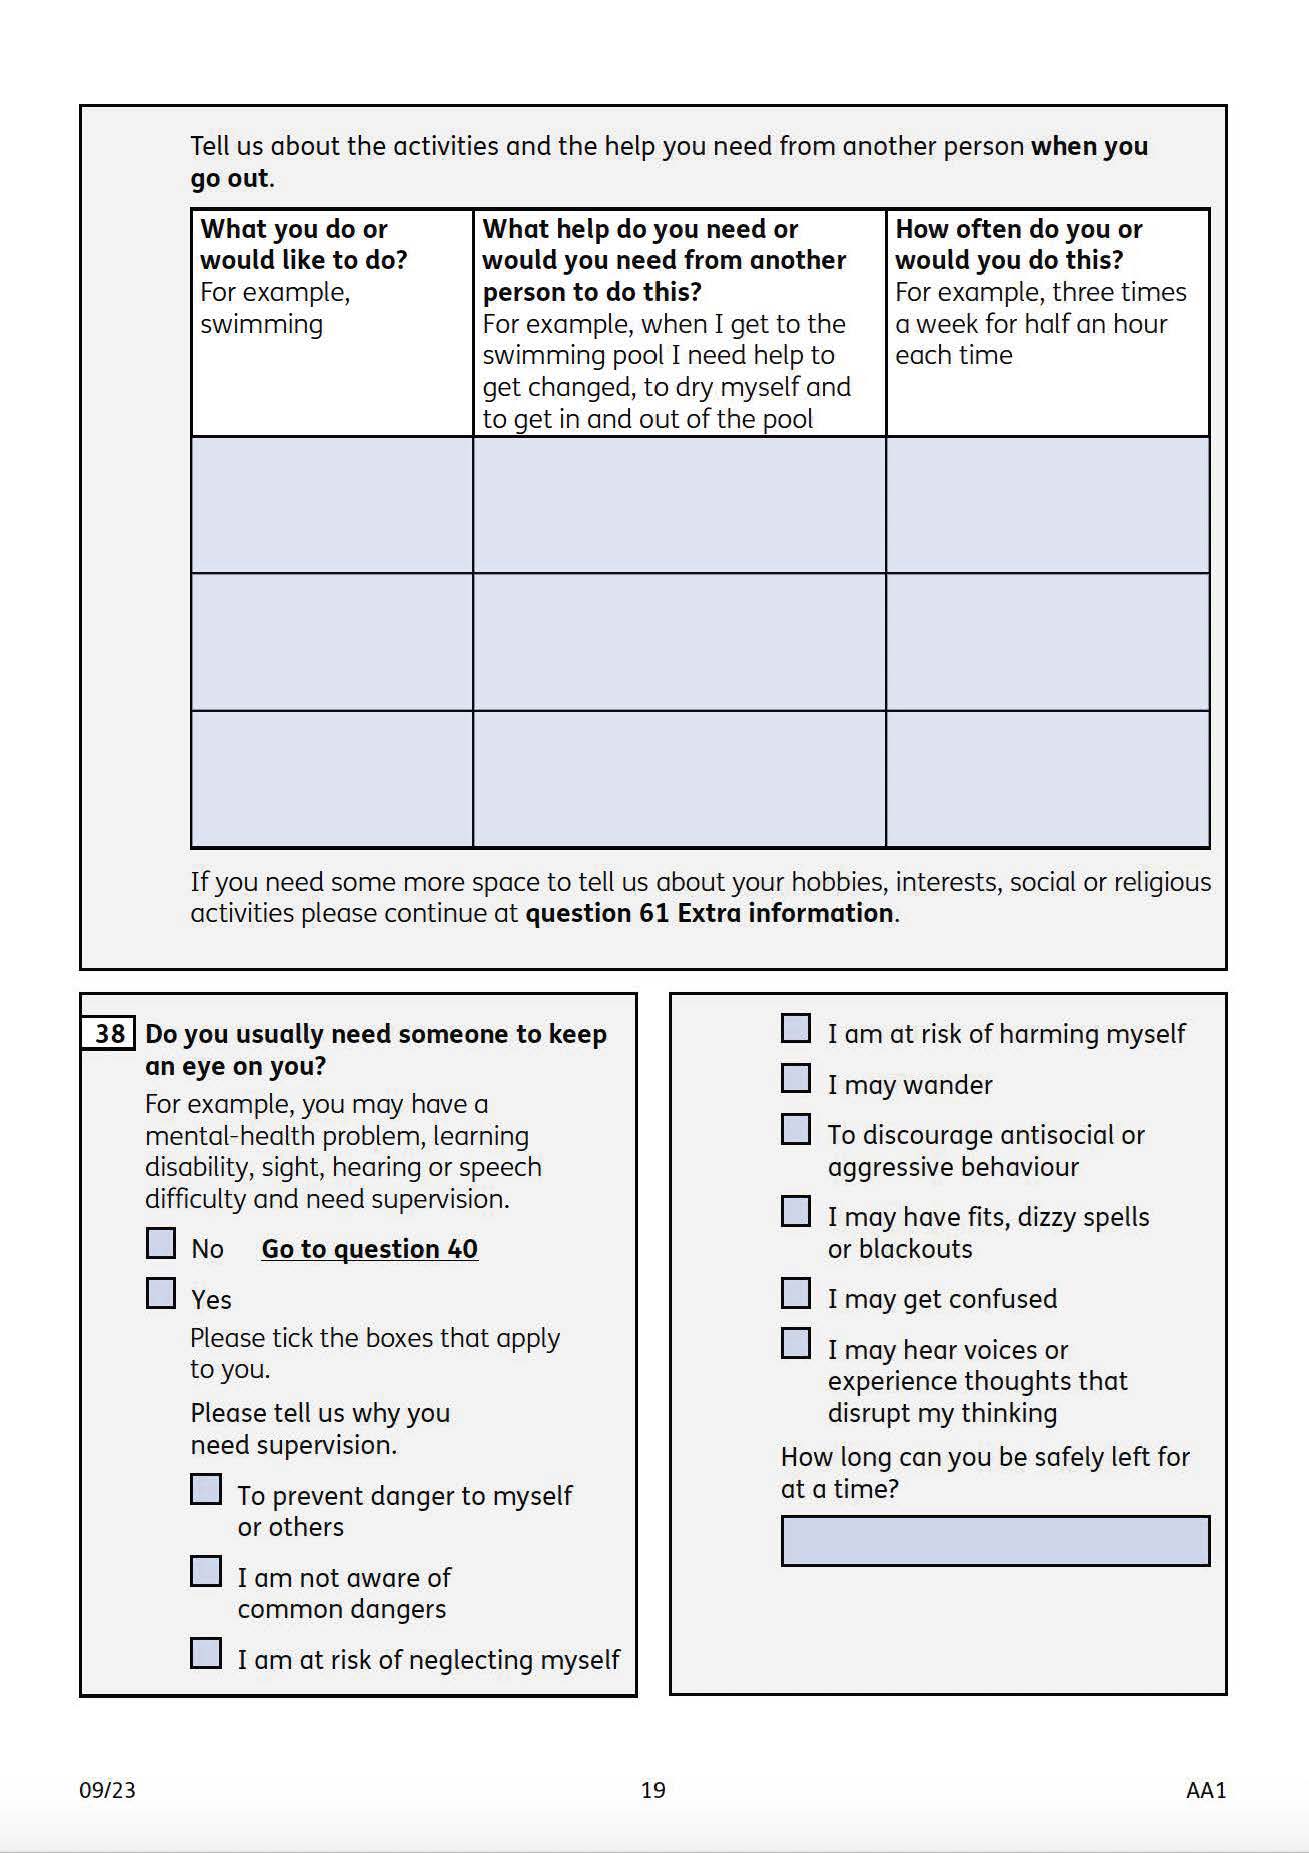 Tell us about the activities and the help you need from another person when you
go out.
What you do or
would like to do?
For example,
swimming
What help do you need or
would you need from another
person to do this?
For example, when I get to the
swimming pool I need help to
get changed, to dry myself and
to get in and out of the pool
How often do you or
would you do this?
For example, three times
a week for half an hour
each time
If you need some more space to tell us about your hobbies, interests, social or religious
activities please continue at question 61 Extra information.
38 Do you usually need someone to keep
an eye on you?
For example, you may have a
mental-health problem, learning
disability, sight, hearing or speech
difficulty and need supervision.
No Go to question 40
Yes
Please tick the boxes that apply
to you.
Please tell us why you
need supervision.
To prevent danger to myself
or others
I am not aware of
common dangers
I am at risk of neglecting myself
I am at risk of harming myself
I may wander
To discourage antisocial or
aggressive behaviour
I may have fits, dizzy spells
or blackouts
I may get confused
I may hear voices or
experience thoughts that
disrupt my thinking
How long can you be safely left for
at a time?
09/23 19 AA1